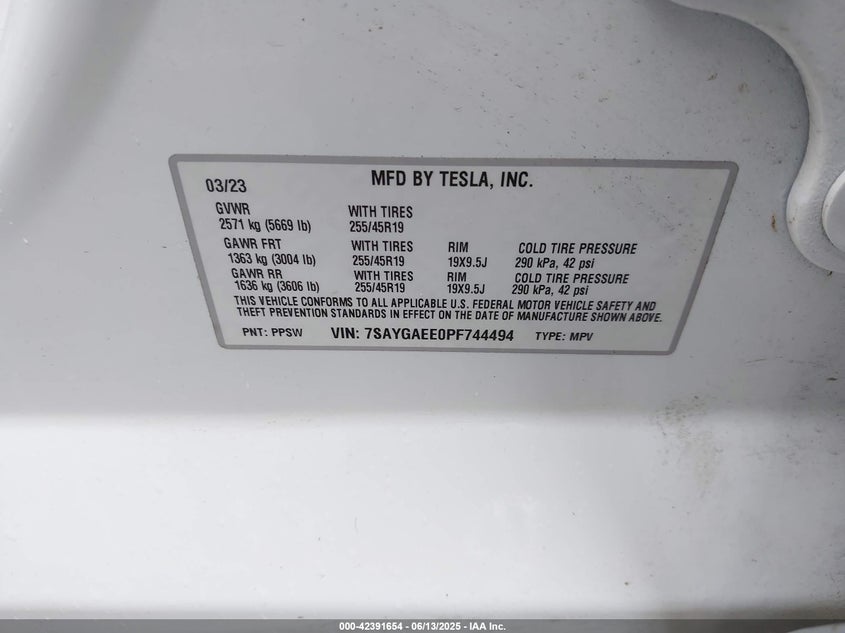 03/23 MFD BY TESLA, INC.
GVWR WITH TIRES
2571 kg (5669 lb) 255/45R19
GAWR FRT WITH TIRES RIM COLD TIRE PRESSURE
1363 kg (3004 lb) 255/45R19 19X9.5J 290 kPa, 42 psi
GAWR RR WITH TIRES RIM COLD TIRE PRESSURE
1636 kg (3606 lb) 255/45R19 19X9.5J 290 kPa, 42 psi
THIS VEHICLE CONFORMS TO ALL APPLICABLE U.S. FEDERAL MOTOR VEHICLE SAFETY AND
THEFT PREVENTION STANDARDS IN EFFECT ON THE DATE OF MANUFACTURE SHOWN ABOVE.
PNT: PPSW VIN: 7SAYGAEE0PF744494 TYPE: MPV
000-42391654 - 06/13/2025 - IAA Inc.